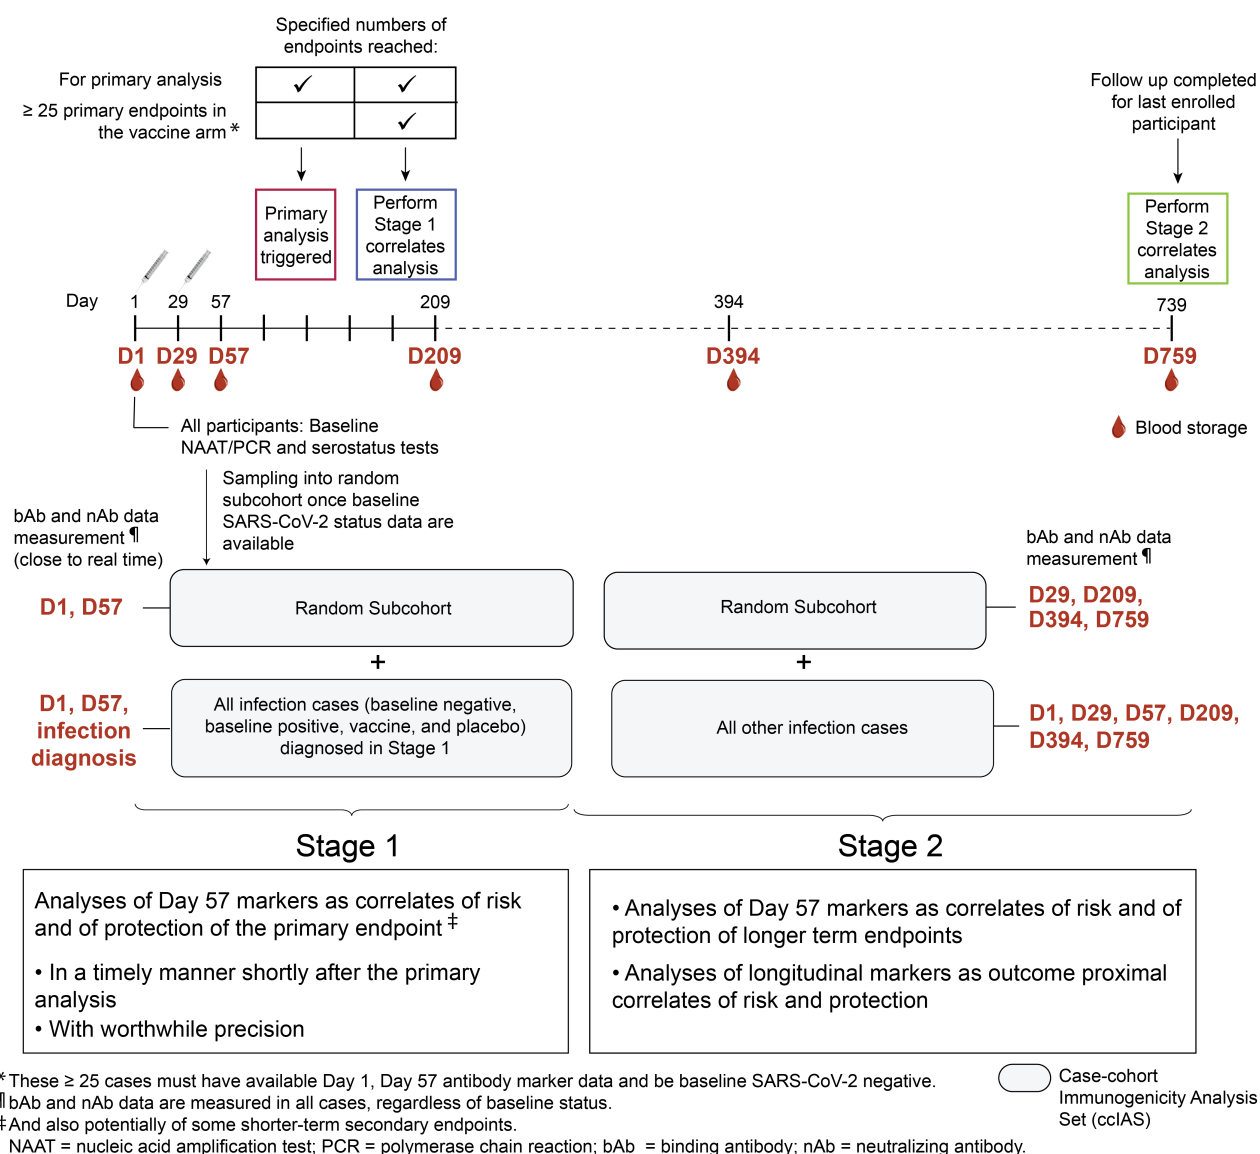 Specified numbers of
endpoints reached:
For primary analysis
✓ ✓
≥ 25 primary endpoints in
the vaccine arm *
✓
Follow up completed
for last enrolled
participant
Primary
analysis
triggered
Perform
Stage 1
correlates
analysis
Perform
Stage 2
correlates
analysis
Day 1 29 57 209 394 739
D1 D29 D57 D209 D394 D759
Blood storage
All participants: Baseline
NAAT/PCR and serostatus tests
Sampling into random
subcohort once baseline
SARS-CoV-2 status data are
available
bAb and nAb data
measurement ¶
(close to real time)
D1, D57
Random Subcohort
+
D1, D57,
infection
diagnosis
All infection cases (baseline negative,
baseline positive, vaccine, and placebo)
diagnosed in Stage 1
bAb and nAb data
measurement ¶
Random Subcohort
D29, D209,
D394, D759
+
All other infection cases
D1, D29, D57, D209,
D394, D759
Stage 1
Stage 2
Analyses of Day 57 markers as correlates of risk
and of protection of the primary endpoint ‡
• In a timely manner shortly after the primary
analysis
• With worthwhile precision
• Analyses of Day 57 markers as correlates of risk and of
protection of longer term endpoints
• Analyses of longitudinal markers as outcome proximal
correlates of risk and protection
* These ≥ 25 cases must have available Day 1, Day 57 antibody marker data and be baseline SARS-CoV-2 negative.
¶ bAb and nAb data are measured in all cases, regardless of baseline status.
‡ And also potentially of some shorter-term secondary endpoints.
NAAT = nucleic acid amplification test; PCR = polymerase chain reaction; bAb = binding antibody; nAb = neutralizing antibody.
Case-cohort
Immunogenicity Analysis
Set (ccIAS)